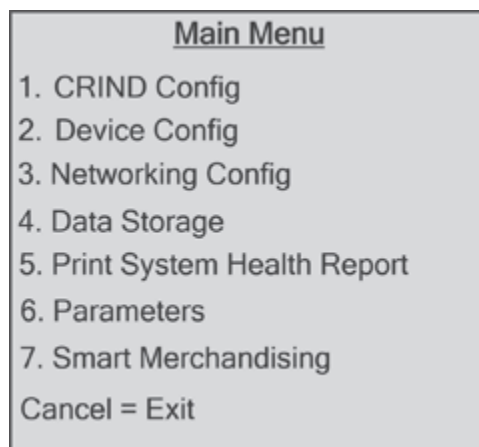 Main Menu
1. CRIND Config
2. Device Config
3. Networking Config
4. Data Storage
5. Print System Health Report
6. Parameters
7. Smart Merchandising
Cancel = Exit